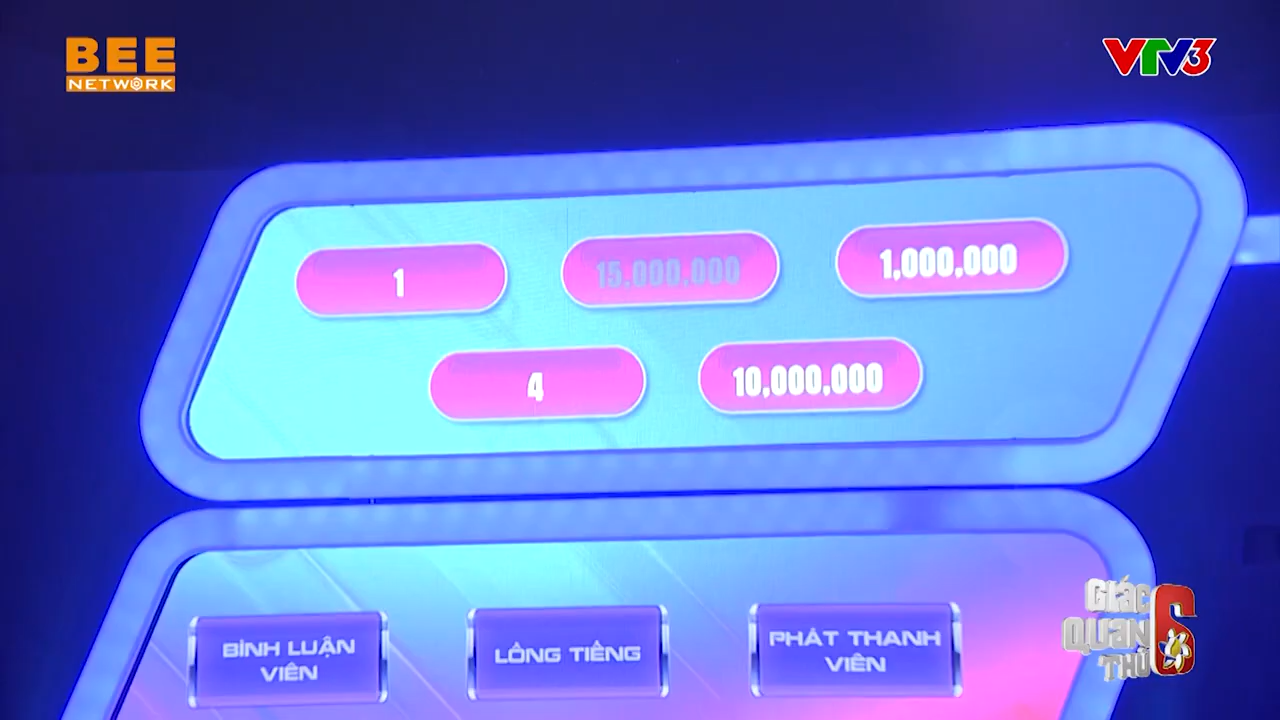 BEE
NETWORK
VTV3
1
15,000,000
1,000,000
4
10,000,000
BÌNH LUẬN
VIÊN
LỒNG TIẾNG
PHÁT THANH
VIÊN
GIÁC
QUAN
THỨ
6